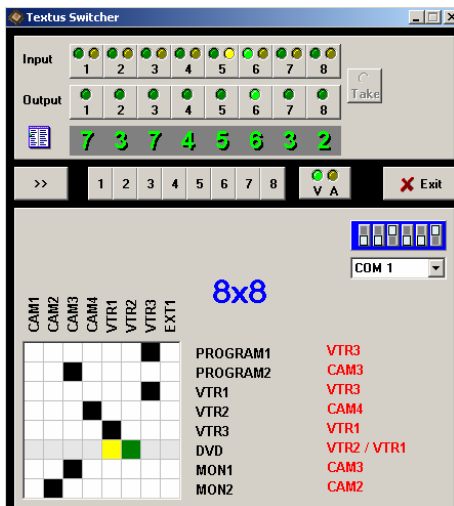 Textus Switcher
Input 1 2 3 4 5 6 7 8
Output 1 2 3 4 5 6 7 8 Take
7 3 7 4 5 6 3 2
>> 1 2 3 4 5 6 7 8 V A Exit
COM 1
8x8
CAM1 CAM2 CAM3 CAM4 VTR1 VTR2 VTR3 EXT1
PROGRAM1 VTR3
PROGRAM2 CAM3
VTR1 VTR3
VTR2 CAM4
VTR3 VTR1
DVD VTR2 / VTR1
MON1 CAM3
MON2 CAM2